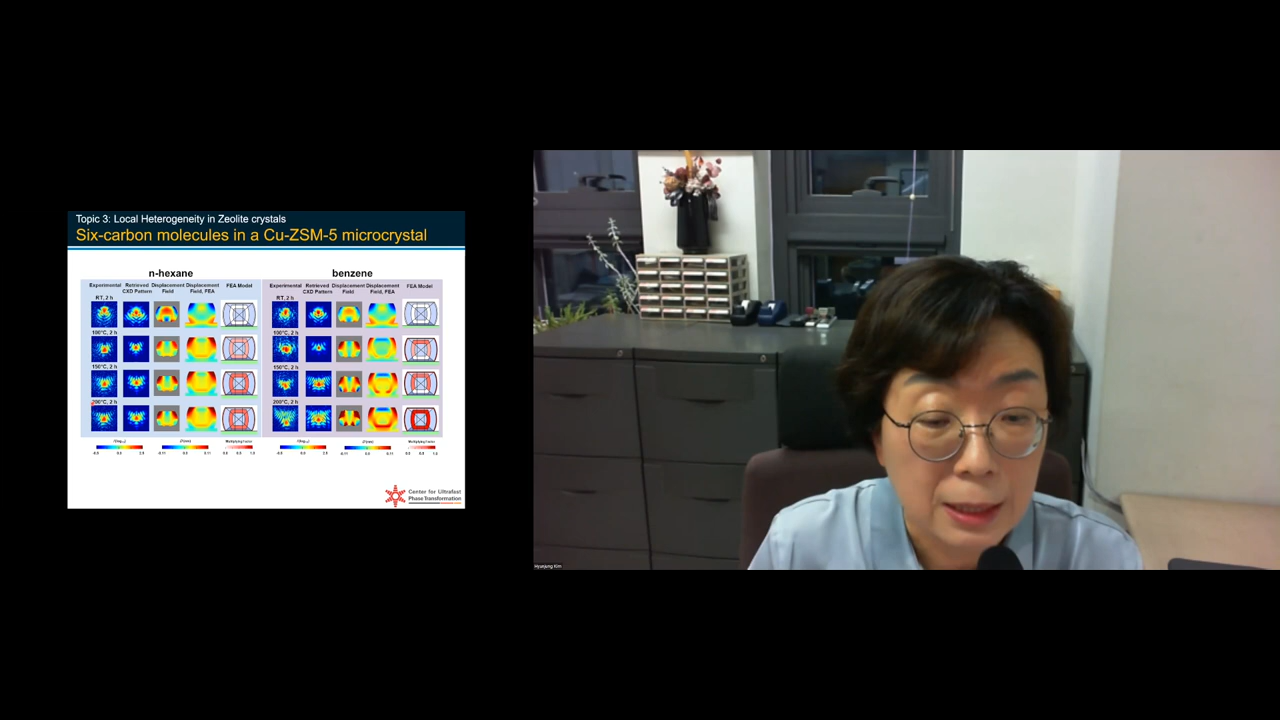 Topic 3: Local Heterogeneity in Zeolite crystals
Six-carbon molecules in a Cu-ZSM-5 microcrystal
n-hexane
benzene
Experimental Retrieved CXD Pattern Displacement Field Displacement Field, FEA FEA Model
Experimental Retrieved CXD Pattern Displacement Field Displacement Field, FEA FEA Model
RT, 2 h
RT, 2 h
100°C, 2 h
100°C, 2 h
150°C, 2 h
150°C, 2 h
200°C, 2 h
200°C, 2 h
Center for Ultrafast
Phase Transformation
Hyunjung Kim